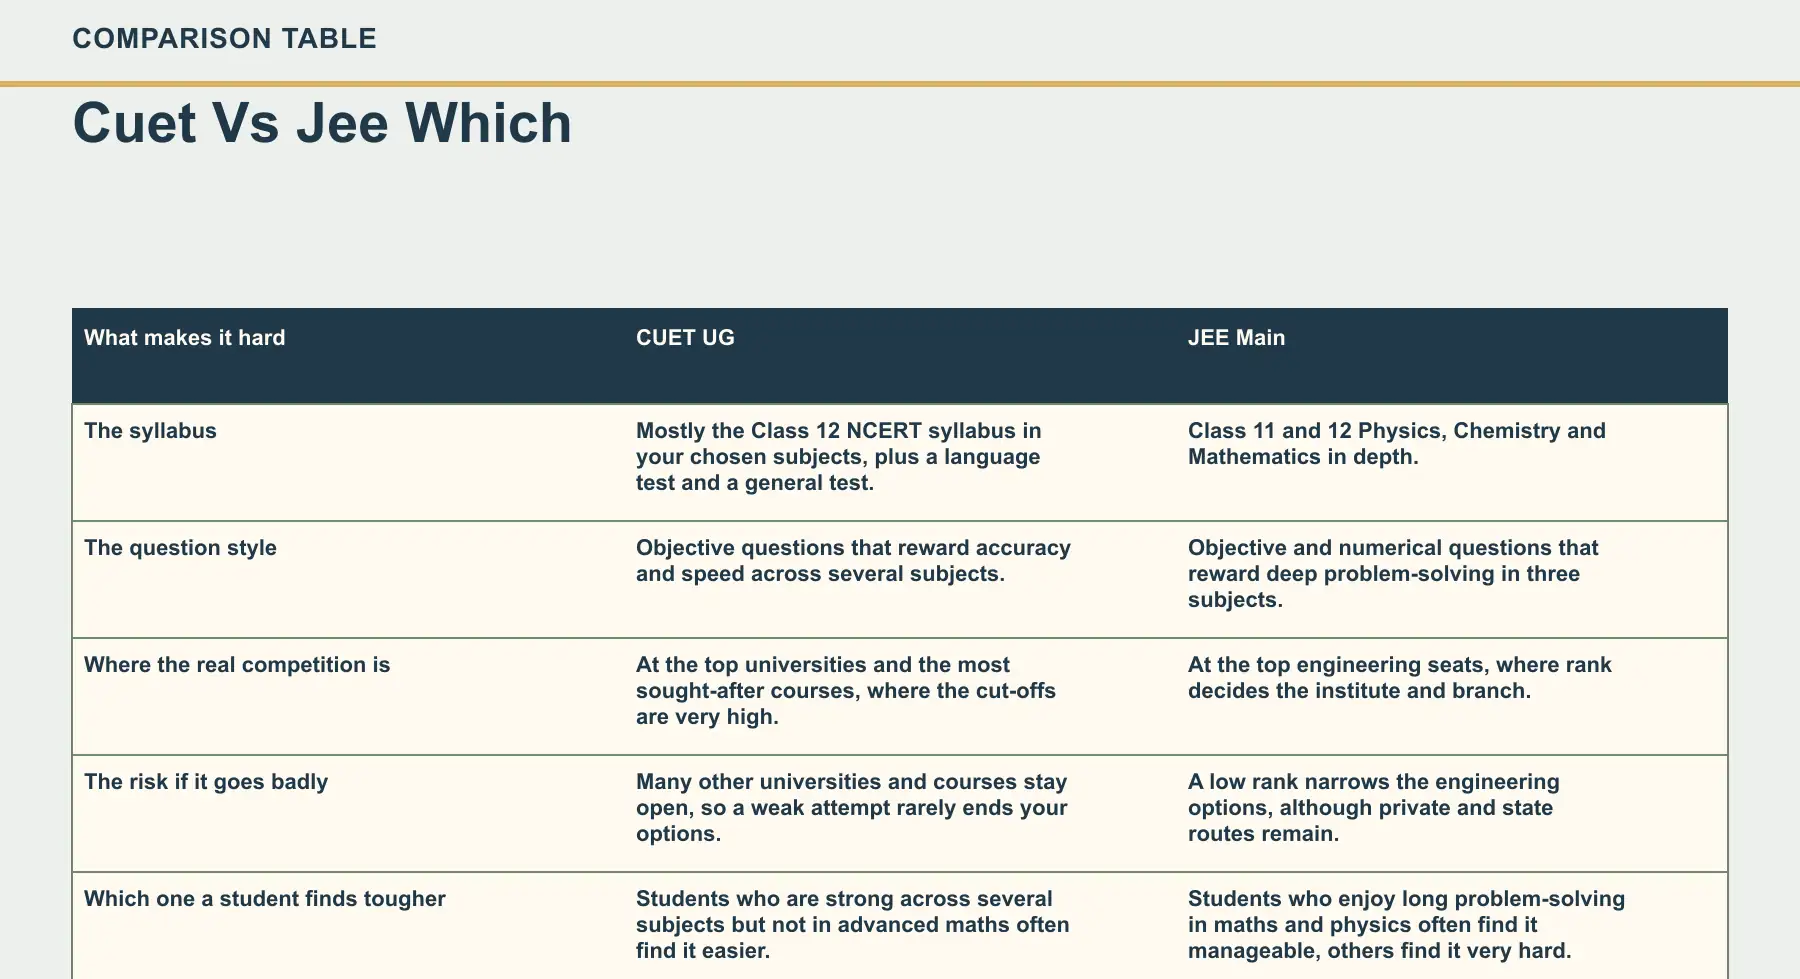 COMPARISON TABLE
Cuet Vs Jee Which
What makes it hard
CUET UG
JEE Main
The syllabus
Mostly the Class 12 NCERT syllabus in
your chosen subjects, plus a language
test and a general test.
Class 11 and 12 Physics, Chemistry and
Mathematics in depth.
The question style
Objective questions that reward accuracy
and speed across several subjects.
Objective and numerical questions that
reward deep problem-solving in three
subjects.
Where the real competition is
At the top universities and the most
sought-after courses, where the cut-offs
are very high.
At the top engineering seats, where rank
decides the institute and branch.
The risk if it goes badly
Many other universities and courses stay
open, so a weak attempt rarely ends your
options.
A low rank narrows the engineering
options, although private and state
routes remain.
Which one a student finds tougher
Students who are strong across several
subjects but not in advanced maths often
find it easier.
Students who enjoy long problem-solving
in maths and physics often find it
manageable, others find it very hard.